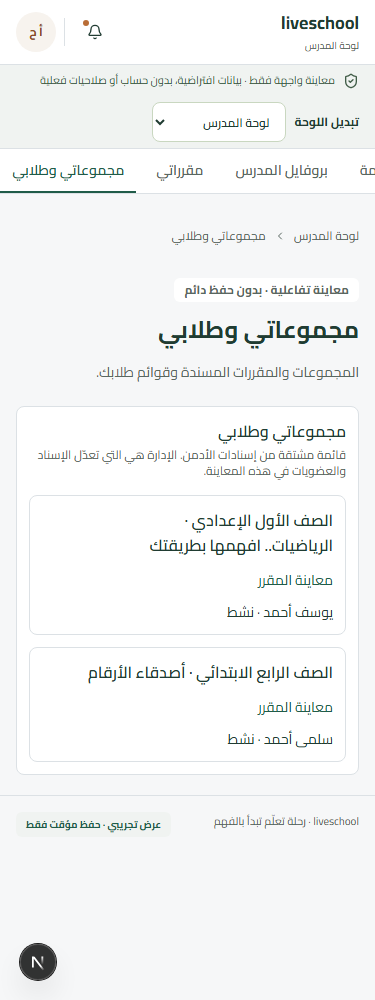 liveschool
لوحة المدرس
أ ج
معاينة واجهة فقط · بيانات افتراضية، بدون حساب أو صلاحيات فعلية
تبديل اللوحة
لوحة المدرس
مة
بروفايل المدرس
مقرراتي
مجموعاتي وطلابي
لوحة المدرس
مجموعاتي وطلابي
معاينة تفاعلية · بدون حفظ دائم
مجموعاتي وطلابي
المجموعات والمقررات المسندة وقوائم طلابك.
مجموعاتي وطلابي
قائمة مشتقة من إسنادات الأدمن. الإدارة هي التي تعدّل الإسناد
والعضويات في هذه المعاينة.
الصف الأول الإعدادي ·
الرياضيات.. افهمها بطريقتك
معاينة المقرر
يوسف أحمد · نشط
الصف الرابع الابتدائي · أصدقاء الأرقام
معاينة المقرر
سلمى أحمد · نشط
liveschool · رحلة تعلّم تبدأ بالفهم
عرض تجريبي · حفظ مؤقت فقط
N